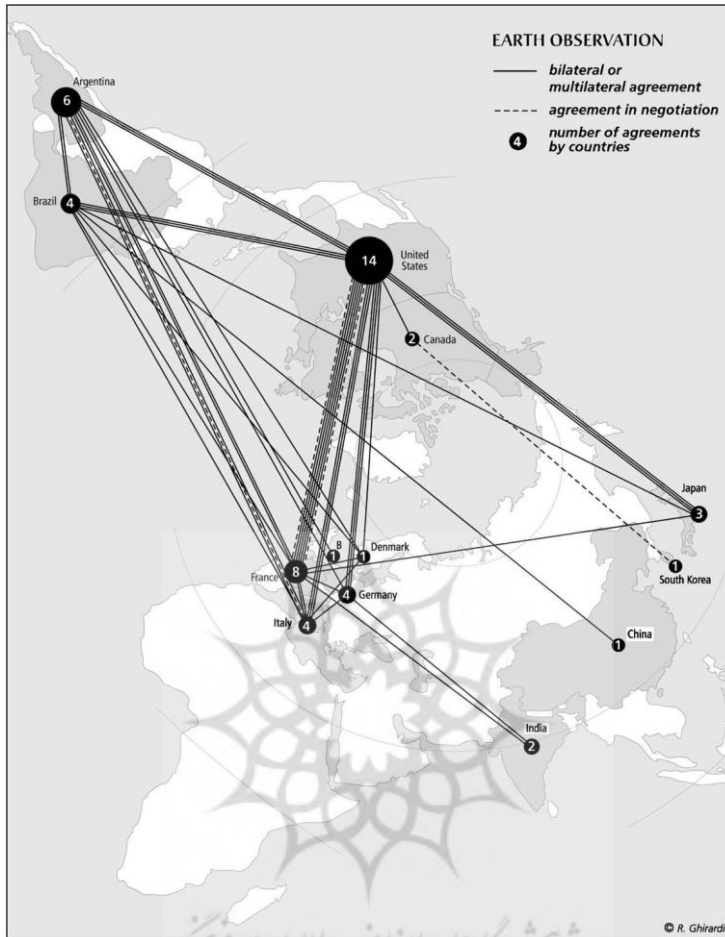 EARTH OBSERVATION
bilateral or
multilateral agreement
agreement in negotiation
4 number of agreements
by countries
Argentina
6
Brazil
4
14
United
States
2 Canada
Japan
3
B
1
Denmark
1
France
8
1
South Korea
4 Germany
Italy
4
China
1
India
2
© R. Ghirardi